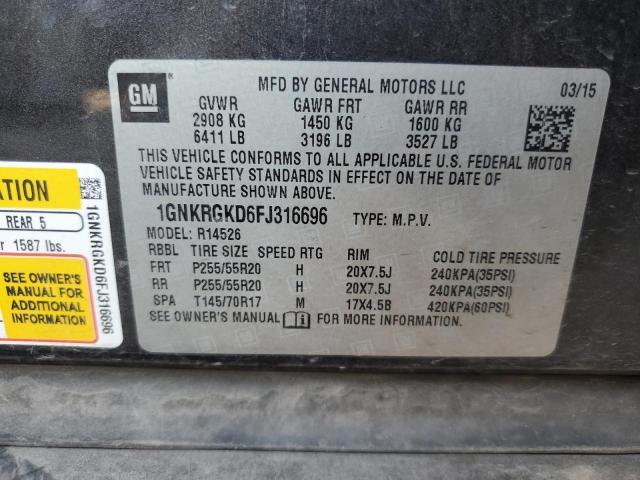 GM
MFD BY GENERAL MOTORS LLC 03/15
GVWR GAWR FRT GAWR RR
2908 KG 1450 KG 1600 KG
6411 LB 3196 LB 3527 LB
THIS VEHICLE CONFORMS TO ALL APPLICABLE U.S. FEDERAL MOTOR
VEHICLE SAFETY STANDARDS IN EFFECT ON THE DATE OF
MANUFACTURE SHOWN ABOVE.
1GNKRGKD6FJ316696 TYPE: M.P.V.
MODEL: R14526
RBBL TIRE SIZE SPEED RTG RIM COLD TIRE PRESSURE
FRT P255/55R20 H 20X7.5J 240KPA(35PSI)
RR P255/55R20 H 20X7.5J 240KPA(35PSI)
SPA T145/70R17 M 17X4.5B 420KPA(60PSI)
SEE OWNER'S MANUAL FOR MORE INFORMATION.
REAR 5
1587 lbs.
SEE OWNER'S
MANUAL FOR
ADDITIONAL
INFORMATION
1GNKRGKD6FJ316696